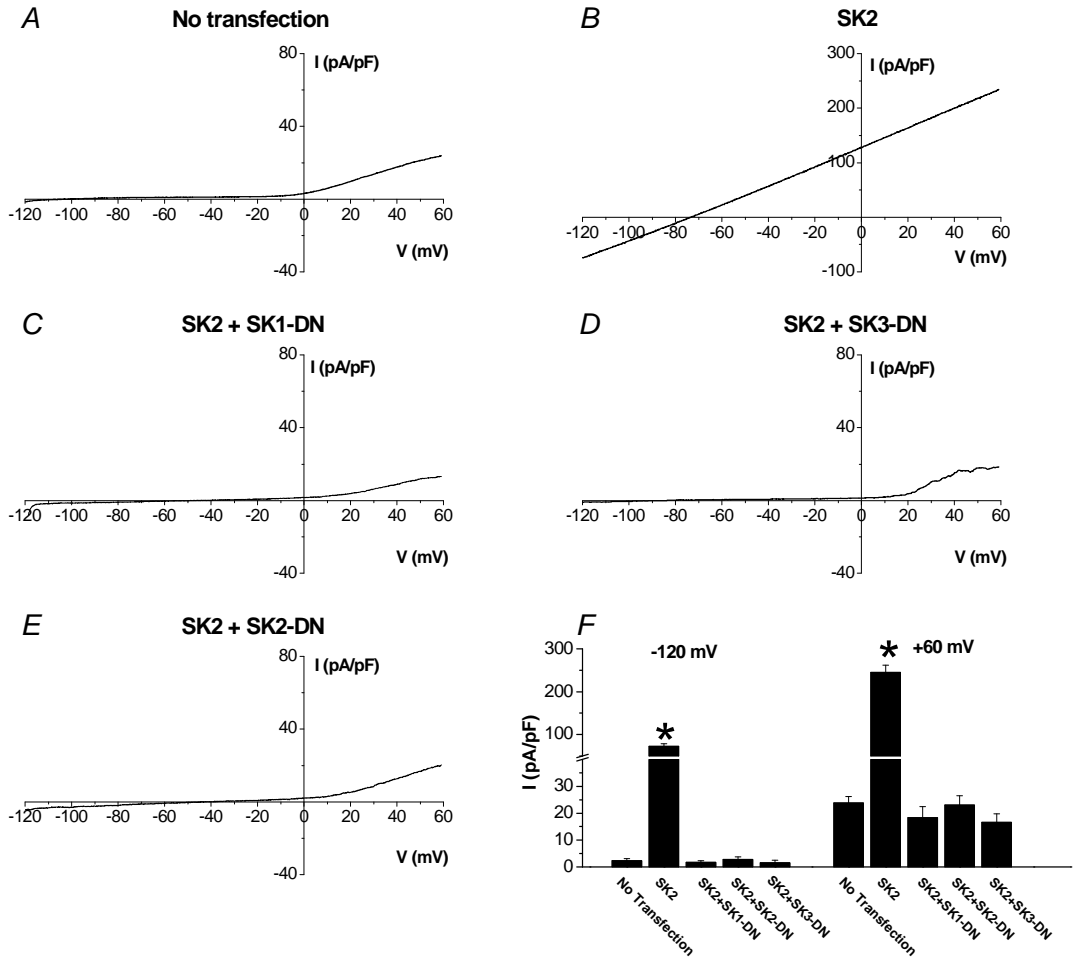 A
No transfection
80
I (pA/pF)
40
-120 -100 -80 -60 -40 -20 0 20 40 60
V (mV)
-40
B
SK2
300
I (pA/pF)
200
100
-120 -100 -80 -60 -40 -20 0 20 40 60
V (mV)
-100
C
SK2 + SK1-DN
80
I (pA/pF)
40
-120 -100 -80 -60 -40 -20 0 20 40 60
V (mV)
-40
D
SK2 + SK3-DN
80
I (pA/pF)
40
-120 -100 -80 -60 -40 -20 0 20 40 60
V (mV)
-40
E
SK2 + SK2-DN
80
I (pA/pF)
40
-120 -100 -80 -60 -40 -20 0 20 40 60
V (mV)
-40
F
-120 mV
* +60 mV
*
I (pA/pF)
300
200
100
30
20
10
0
No Transfection
SK2
SK2+SK1-DN
SK2+SK2-DN
SK2+SK3-DN
No Transfection
SK2
SK2+SK1-DN
SK2+SK2-DN
SK2+SK3-DN